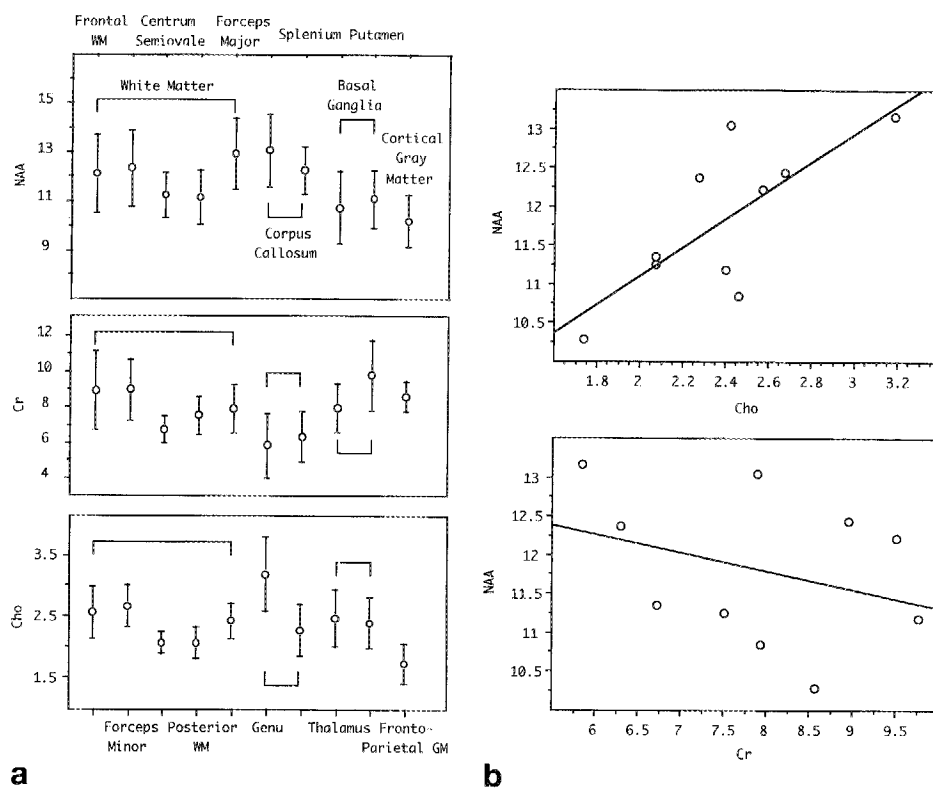 Frontal Centrum Forceps
WM Semiovale Major Splenium Putamen
White Matter
Basal
Ganglia
Cortical
Gray
Matter
Corpus
Callosum
NAA
15
13
11
9
Cr
12
10
8
6
4
Cho
3.5
2.5
1.5
Forceps Posterior Genu Thalamus Fronto-
Minor WM Parietal GM
a
NAA
13
12.5
12
11.5
11
10.5
1.8 2 2.2 2.4 2.6 2.8 3 3.2
Cho
NAA
13
12.5
12
11.5
11
10.5
6 6.5 7 7.5 8 8.5 9 9.5
Cr
b